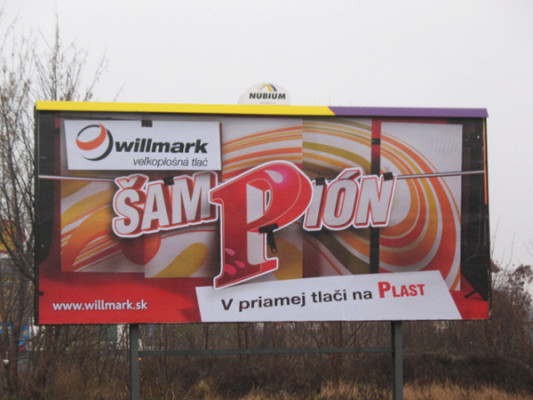 NUBIUM
willmark
veľkoplošná tlač
ŠAMPIÓN
www.willmark.sk
V priamej tlači na PLAST